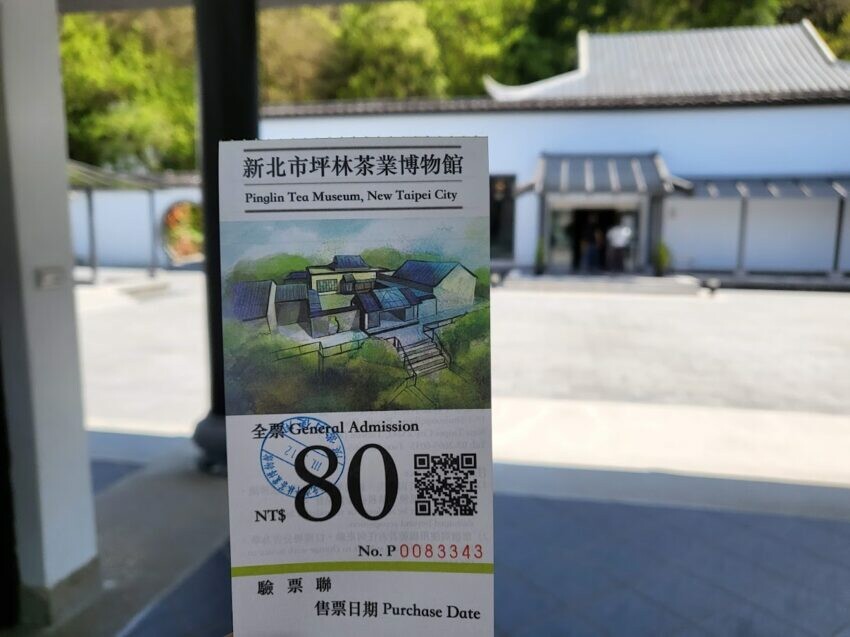 新北市坪林茶業博物館
Pinglin Tea Museum, New Taipei City
全票 General Admission
NT$ 80
No. P 0083343
驗票聯
售票日期 Purchase Date